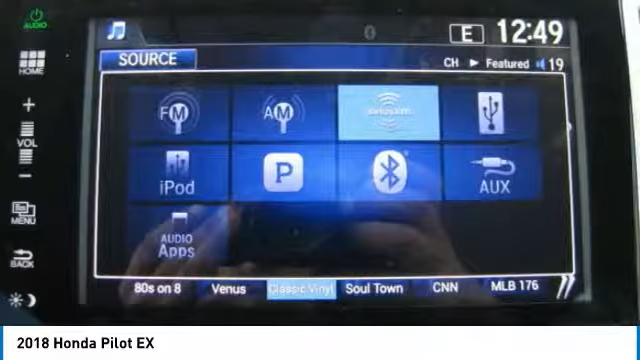 AUDIO
E 12:49
HOME
SOURCE
CH ► Featured 19
+
VOL
−
FM AM siriusxm
iPod P AUX
MENU
AUDIO
Apps
BACK
80s on 8 Venus Classic Vinyl Soul Town CNN MLB 176
2018 Honda Pilot EX